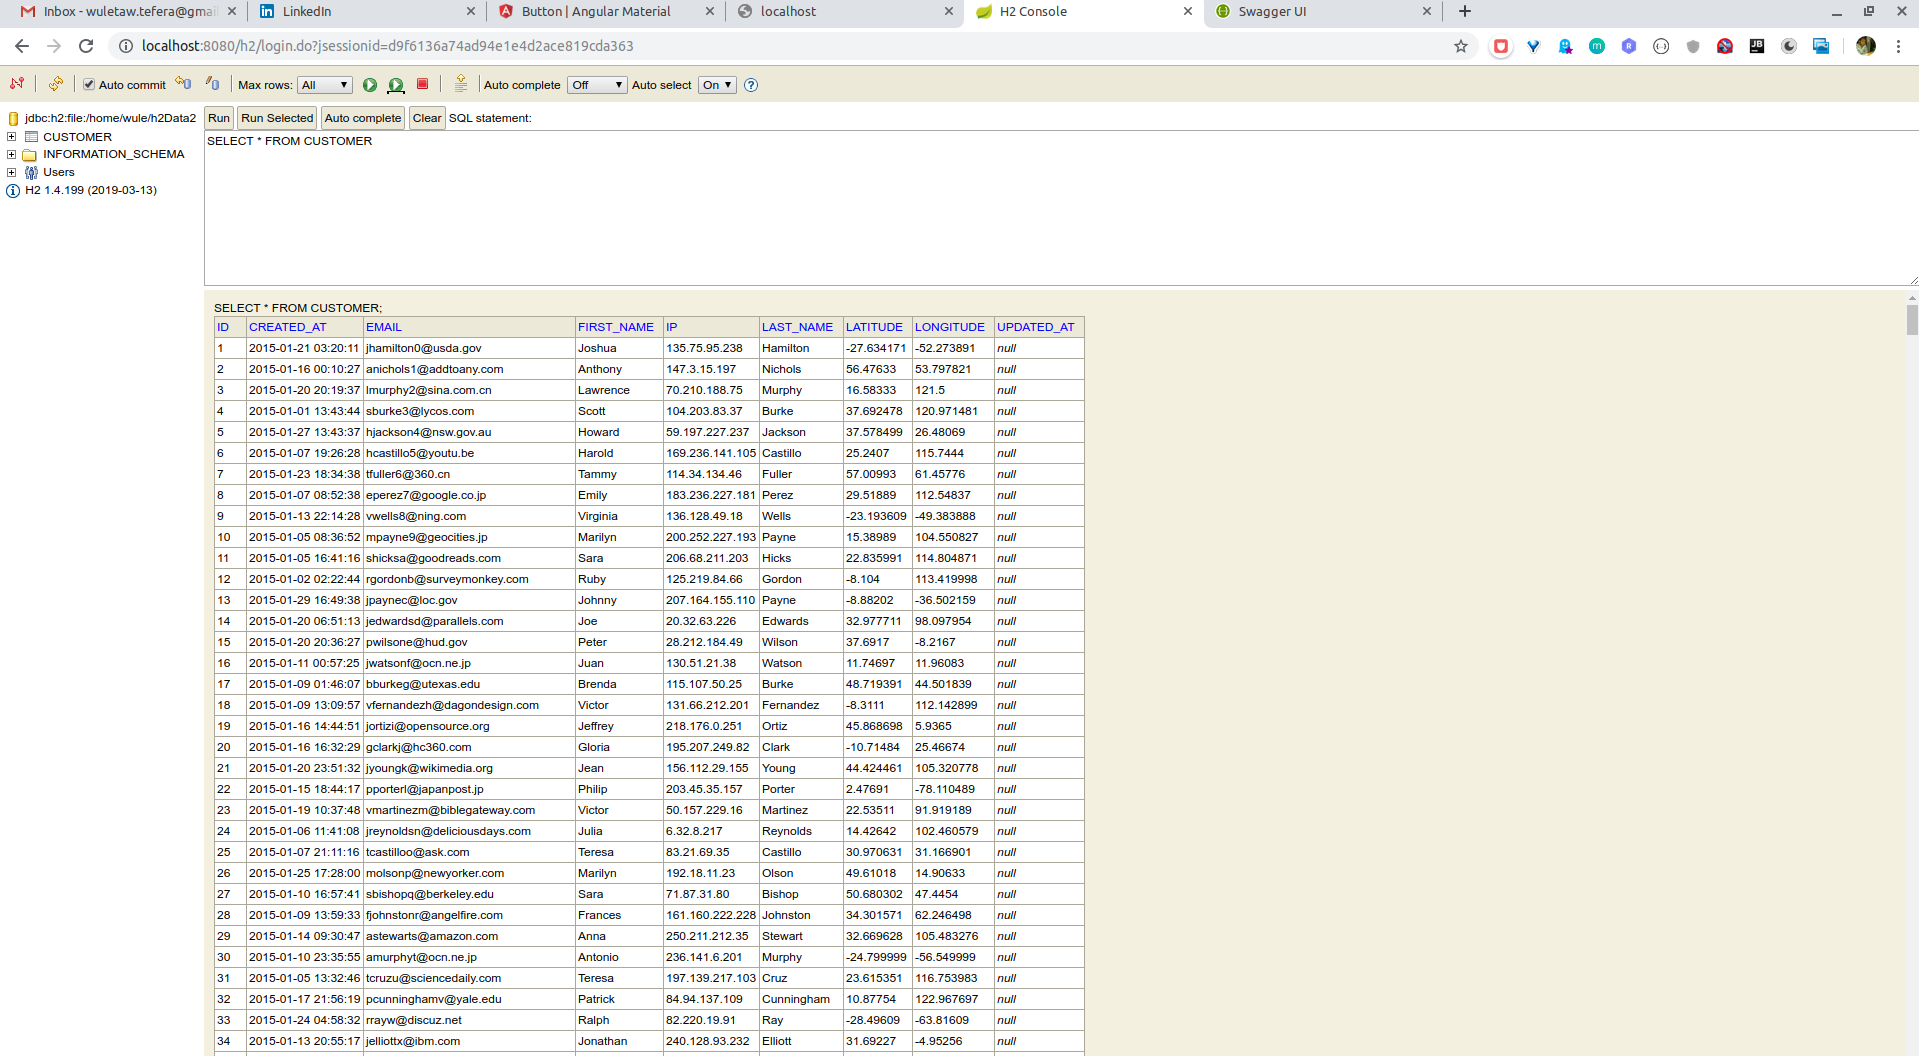 Inbox - wuletaw.tefera@gmai LinkedIn Button | Angular Material localhost H2 Console Swagger UI
localhost:8080/h2/login.do?jsessionid=d9f6136a74ad94e1e4d2ace819cda363
Auto commit Max rows: All Auto complete Off Auto select On
jdbc:h2:file:/home/wule/h2Data2
CUSTOMER
INFORMATION_SCHEMA
Users
H2 1.4.199 (2019-03-13)
Run Run Selected Auto complete Clear SQL statement:
SELECT * FROM CUSTOMER
SELECT * FROM CUSTOMER;
ID CREATED_AT EMAIL FIRST_NAME IP LAST_NAME LATITUDE LONGITUDE UPDATED_AT
1 2015-01-21 03:20:11 jhamilton0@usda.gov Joshua 135.75.95.238 Hamilton -27.634171 -52.273891 null
2 2015-01-16 00:10:27 anichols1@addtoany.com Anthony 147.3.15.197 Nichols 56.47633 53.797821 null
3 2015-01-20 20:19:37 lmurphy2@sina.com.cn Lawrence 70.210.188.75 Murphy 16.58333 121.5 null
4 2015-01-01 13:43:44 sburke3@lycos.com Scott 104.203.83.37 Burke 37.692478 120.971481 null
5 2015-01-27 13:43:37 hjackson4@nsw.gov.au Howard 59.197.227.237 Jackson 37.578499 26.48069 null
6 2015-01-07 19:26:28 hcastillo5@youtu.be Harold 169.236.141.105 Castillo 25.2407 115.7444 null
7 2015-01-23 18:34:38 tfuller6@360.cn Tammy 114.34.134.46 Fuller 57.00993 61.45776 null
8 2015-01-07 08:52:38 eperez7@google.co.jp Emily 183.236.227.181 Perez 29.51889 112.54837 null
9 2015-01-13 22:14:28 vwells8@ning.com Virginia 136.128.49.18 Wells -23.193609 -49.383888 null
10 2015-01-05 08:36:52 mpayne9@geocities.jp Marilyn 200.252.227.193 Payne 15.38989 104.550827 null
11 2015-01-05 16:41:16 shicksa@goodreads.com Sara 206.68.211.203 Hicks 22.835991 114.804871 null
12 2015-01-02 02:22:44 rgordonb@surveymonkey.com Ruby 125.219.84.66 Gordon -8.104 113.419998 null
13 2015-01-29 16:49:38 jpaynec@loc.gov Johnny 207.164.155.110 Payne -8.88202 -36.502159 null
14 2015-01-20 06:51:13 jedwardsd@parallels.com Joe 20.32.63.226 Edwards 32.977711 98.097954 null
15 2015-01-20 20:36:27 pwilsone@hud.gov Peter 28.212.184.49 Wilson 37.6917 -8.2167 null
16 2015-01-11 00:57:25 jwatsonf@ocn.ne.jp Juan 130.51.21.38 Watson 11.74697 11.96083 null
17 2015-01-09 01:46:07 bburkeg@utexas.edu Brenda 115.107.50.25 Burke 48.719391 44.501839 null
18 2015-01-09 13:09:57 vfernandezh@dagondesign.com Victor 131.66.212.201 Fernandez -8.3111 112.142899 null
19 2015-01-16 14:44:51 jortizi@opensource.org Jeffrey 218.176.0.251 Ortiz 45.868698 5.9365 null
20 2015-01-16 16:32:29 gclarkj@hc360.com Gloria 195.207.249.82 Clark -10.71484 25.46674 null
21 2015-01-20 23:51:32 jyoungk@wikimedia.org Jean 156.112.29.155 Young 44.424461 105.320778 null
22 2015-01-15 18:44:17 pporterl@japanpost.jp Philip 203.45.35.157 Porter 2.47691 -78.110489 null
23 2015-01-19 10:37:48 vmartinezm@biblegateway.com Victor 50.157.229.16 Martinez 22.53511 91.919189 null
24 2015-01-06 11:41:08 jreynoldsn@deliciousdays.com Julia 6.32.8.217 Reynolds 14.42642 102.460579 null
25 2015-01-07 21:11:16 tcastilloo@ask.com Teresa 83.21.69.35 Castillo 30.970631 31.166901 null
26 2015-01-25 17:28:00 molsonp@newyorker.com Marilyn 192.18.11.23 Olson 49.61018 14.90633 null
27 2015-01-10 16:57:41 sbishopq@berkeley.edu Sara 71.87.31.80 Bishop 50.680302 47.4454 null
28 2015-01-09 13:59:33 fjohnstonr@angelfire.com Frances 161.160.222.228 Johnston 34.301571 62.246498 null
29 2015-01-14 09:30:47 astewarts@amazon.com Anna 250.211.212.35 Stewart 32.669628 105.483276 null
30 2015-01-10 23:35:55 amurphyt@ocn.ne.jp Antonio 236.141.6.201 Murphy -24.799999 -56.549999 null
31 2015-01-05 13:32:46 tcruzu@sciencedaily.com Teresa 197.139.217.103 Cruz 23.615351 116.753983 null
32 2015-01-17 21:56:19 pcunninghamv@yale.edu Patrick 84.94.137.109 Cunningham 10.87754 122.967697 null
33 2015-01-24 04:58:32 rrayw@discuz.net Ralph 82.220.19.91 Ray -28.49609 -63.81609 null
34 2015-01-13 20:55:17 jelliottx@ibm.com Jonathan 240.128.93.232 Elliott 31.69227 -4.95256 null